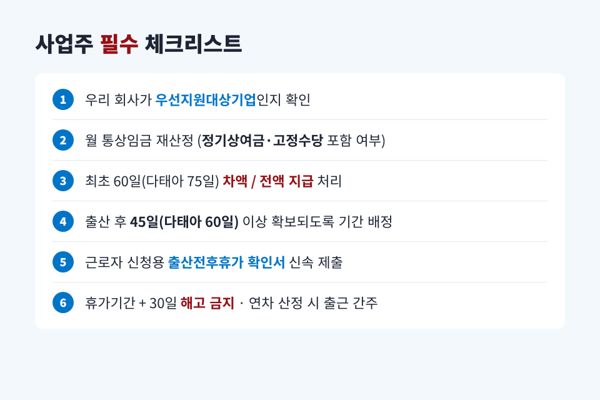 사업주 필수 체크리스트
1 우리 회사가 우선지원대상기업인지 확인
2 월 통상임금 재산정 (정기상여금·고정수당 포함 여부)
3 최초 60일(다태아 75일) 차액 / 전액 지급 처리
4 출산 후 45일(다태아 60일) 이상 확보되도록 기간 배정
5 근로자 신청용 출산전후휴가 확인서 신속 제출
6 휴가기간 + 30일 해고 금지 · 연차 산정 시 출근 간주